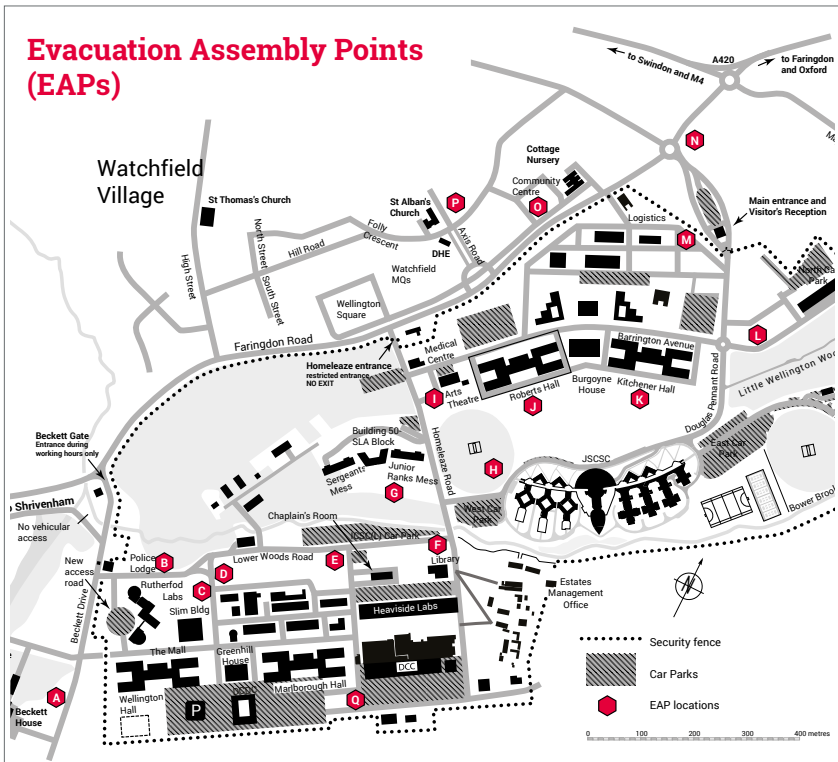 Evacuation Assembly Points
(EAPs)
A420
to Swindon and M4
to Faringdon
and Oxford
N
Watchfield
Village
St Thomas's Church
Cottage
Nursery
Community
Centre
St Alban's
Church
P
O
Main entrance and
Visitor's Reception
Logistics
M
Folly
Crescent
Hill Road
North Street
South Street
High Street
DHE
Axis Road
Watchfield
MQs
Wellington
Square
Faringdon Road
Homeleaze entrance
restricted entrance
NO EXIT
Medical
Centre
Barrington Avenue
L
I
Arts
Theatre
Roberts Hall
J
Burgoyne
House
Kitchener Hall
K
Douglas Pennant Road
Beckett Gate
Entrance during
working hours only
Building 50-
SLA Block
Sergeants
Mess
Junior
Ranks Mess
G
Homeleaze Road
H
JSCSC
East Car
Park
West Car
Park
Bower Brook
o Shrivenham
No vehicular
access
Chaplain's Room
F
Library
New
access
road
Police
Lodge
B
Lower Woods Road
E
D
C
Rutherfod
Labs
Slim Bldg
Estates
Management
Office
Heaviside Labs
Beckett Drive
The Mall
Greenhill
House
DCC
N
Security fence
Car Parks
EAP locations
Marlborough Hall
Wellington
Hall
P
Q
A
Beckett
House
0 100 200 300 400 metres